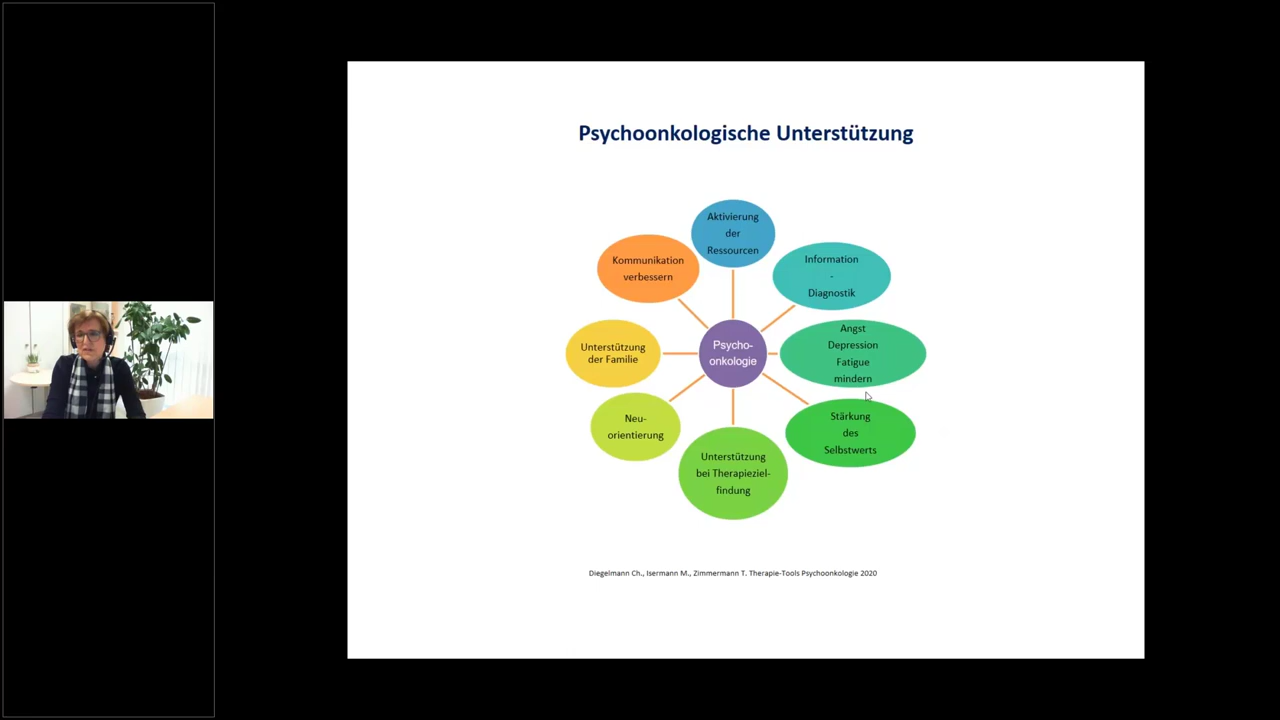 Psychoonkologische Unterstützung
Aktivierung
der
Ressourcen
Information
-
Diagnostik
Angst
Depression
Fatigue
mindern
Stärkung
des
Selbstwerts
Unterstützung
bei Therapieziel-
findung
Neu-
orientierung
Unterstützung
der Familie
Kommunikation
verbessern
Psycho-
onkologie
Diegelmann Ch., Isermann M., Zimmermann T. Therapie-Tools Psychoonkologie 2020